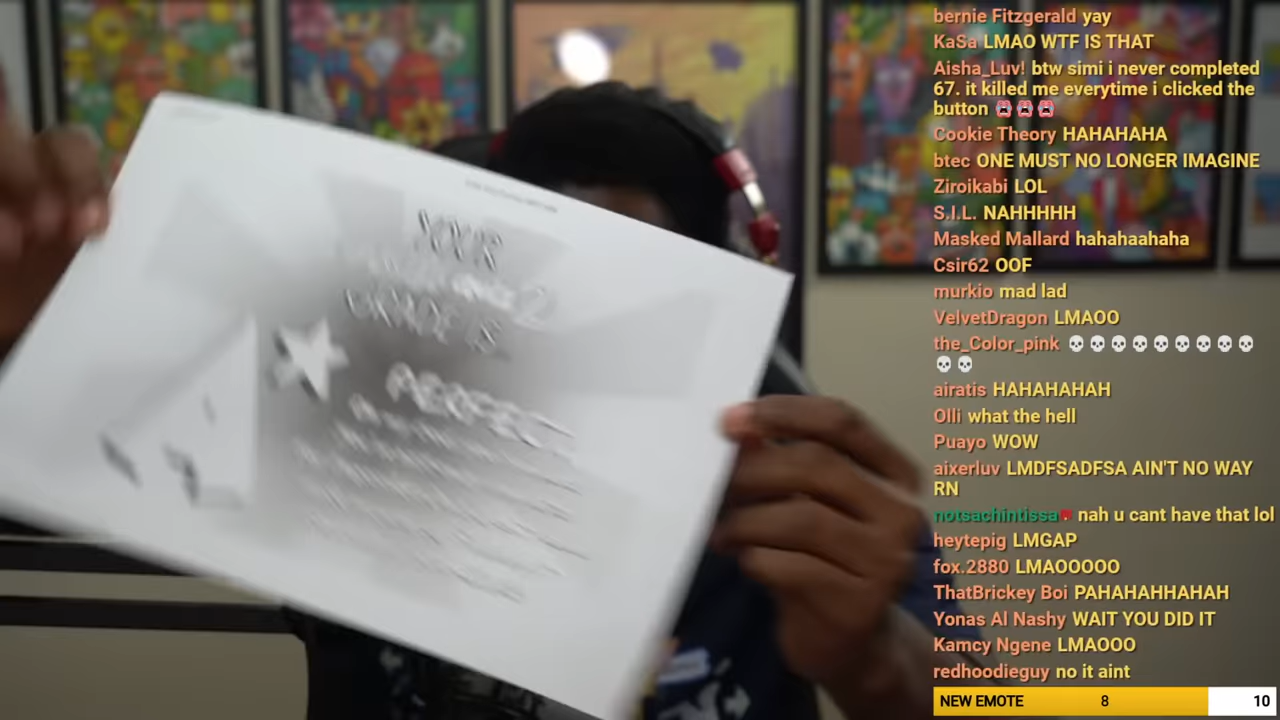 YOUR
GRADE IS
PERFECT
bernie Fitzgerald yay
KaSa LMAO WTF IS THAT
Aisha_Luv! btw simi i never completed
67. it killed me everytime i clicked the
button
Cookie Theory HAHAHAHA
btec ONE MUST NO LONGER IMAGINE
Ziroikabi LOL
S.I.L. NAHHHHH
Masked Mallard hahahaahaha
Csir62 OOF
murkio mad lad
VelvetDragon LMAOO
the_Color_pink 💀💀💀💀💀💀💀💀💀
💀💀
airatis HAHAHAHAH
Olli what the hell
Puayo WOW
aixerluv LMDFSADFSA AIN'T NO WAY
RN
notsachintissa nah u cant have that lol
heytepig LMGAP
fox.2880 LMAOOOOO
ThatBrickey Boi PAHAHAHHAHAH
Yonas Al Nashy WAIT YOU DID IT
Kamcy Ngene LMAOOO
redhoodieguy no it aint
NEW EMOTE 8 10